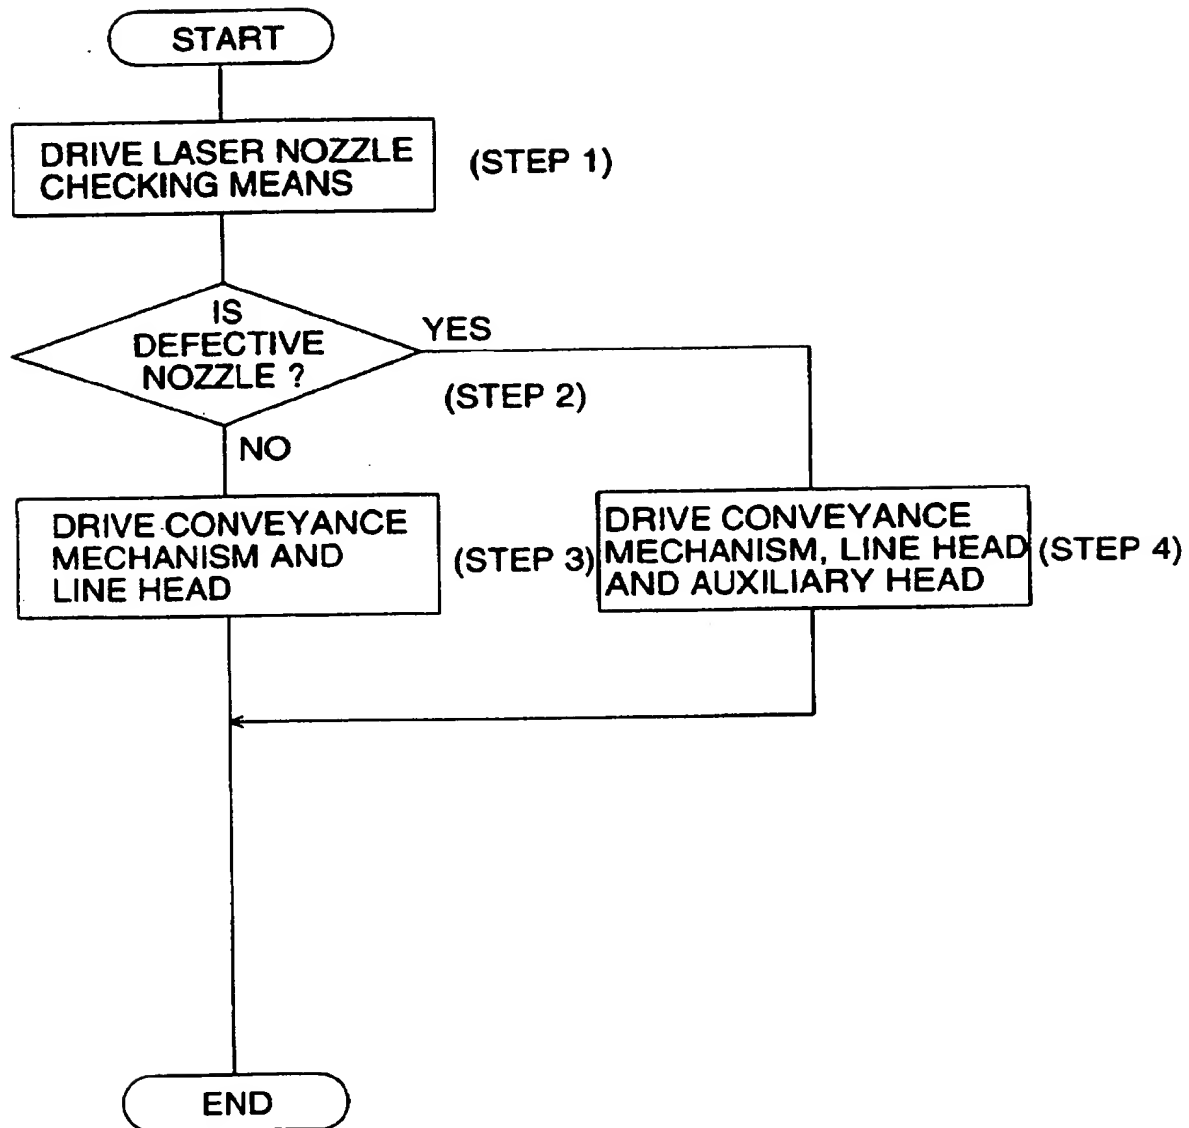 START
DRIVE LASER NOZZLE
CHECKING MEANS
(STEP 1)
IS
DEFECTIVE
NOZZLE ?
YES
(STEP 2)
NO
DRIVE CONVEYANCE
MECHANISM AND
LINE HEAD
(STEP 3)
DRIVE CONVEYANCE
MECHANISM, LINE HEAD
AND AUXILIARY HEAD
(STEP 4)
END